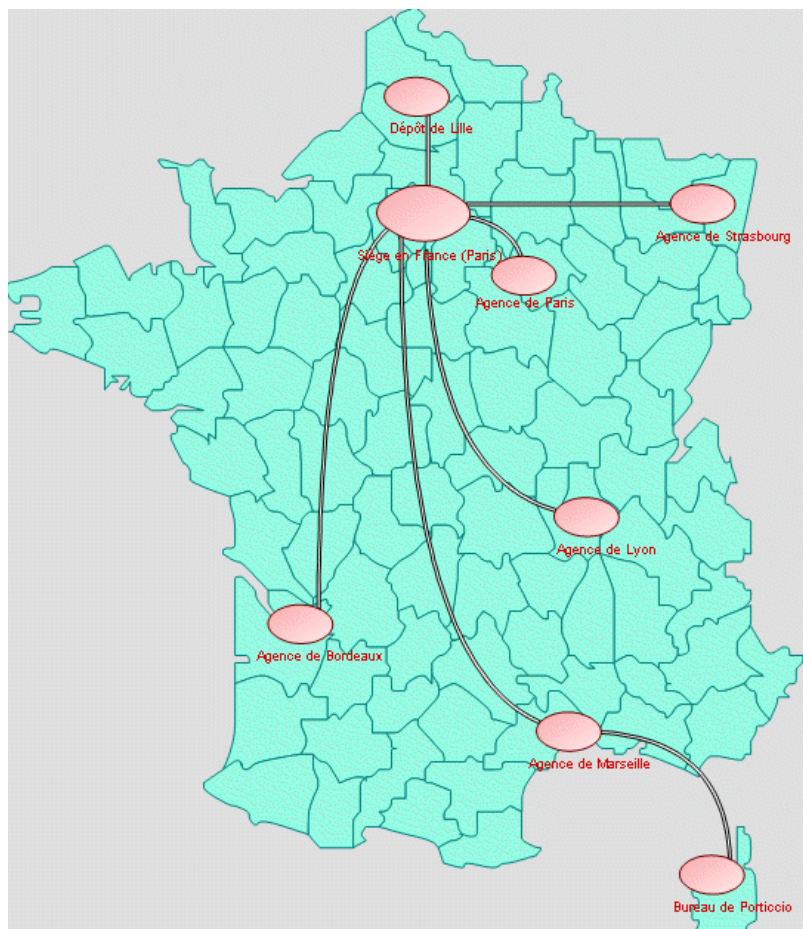 Dépôt de Lille
Agence de Strasbourg
Siège en France (Paris)
Agence de Paris
Agence de Lyon
Agence de Bordeaux
Agence de Marseille
Bureau de Porticcio